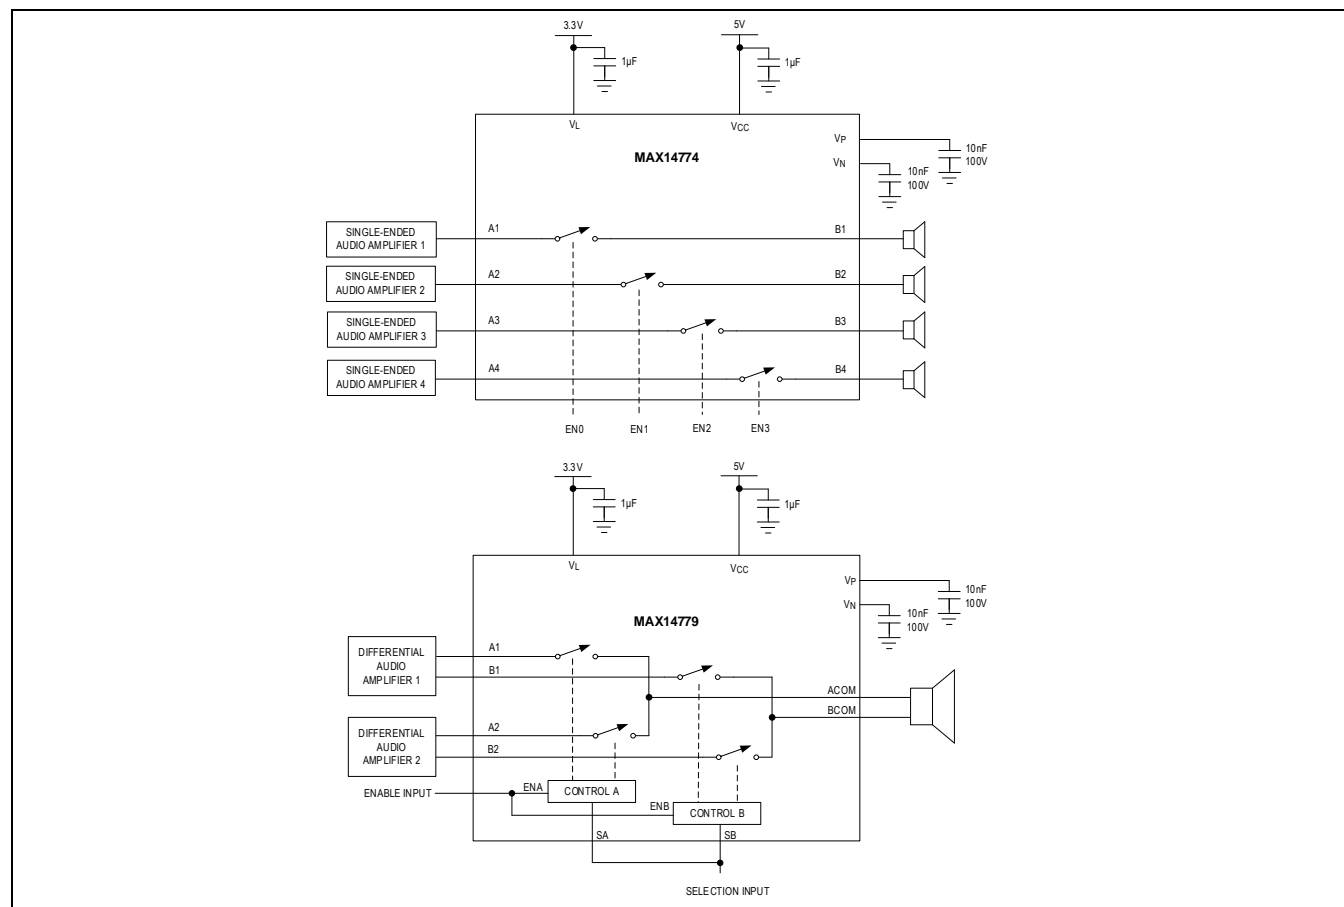 3.3V
5V
1µF
1µF
VL
VCC
VP
10nF
100V
MAX14774
VN
10nF
100V
SINGLE-ENDED
AUDIO AMPLIFIER 1
A1
B1
SINGLE-ENDED
AUDIO AMPLIFIER 2
A2
B2
SINGLE-ENDED
AUDIO AMPLIFIER 3
A3
B3
SINGLE-ENDED
AUDIO AMPLIFIER 4
A4
B4
EN0
EN1
EN2
EN3
3.3V
5V
1µF
1µF
VL
VCC
VP
10nF
100V
VN
10nF
100V
MAX14779
DIFFERENTIAL
AUDIO
AMPLIFIER 1
A1
B1
ACOM
BCOM
DIFFERENTIAL
AUDIO
AMPLIFIER 2
A2
B2
ENABLE INPUT
ENA
CONTROL A
ENB
CONTROL B
SA
SB
SELECTION INPUT